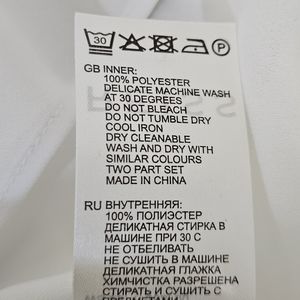 30
P
GB INNER:
100% POLYESTER
DELICATE MACHINE WASH
AT 30 DEGREES
DO NOT BLEACH
DO NOT TUMBLE DRY
COOL IRON
DRY CLEANABLE
WASH AND DRY WITH
SIMILAR COLOURS
TWO PART SET
MADE IN CHINA
RU ВНУТРЕННЯЯ:
100% ПОЛИЭСТЕР
ДЕЛИКАТНАЯ СТИРКА В
МАШИНЕ ПРИ 30 С
НЕ ОТБЕЛИВАТЬ
НЕ СУШИТЬ В МАШИНЕ
ДЕЛИКАТНАЯ ГЛАЖКА
ХИМЧИСТКА РАЗРЕШЕНА
СТИРАТЬ И СУШИТЬ С